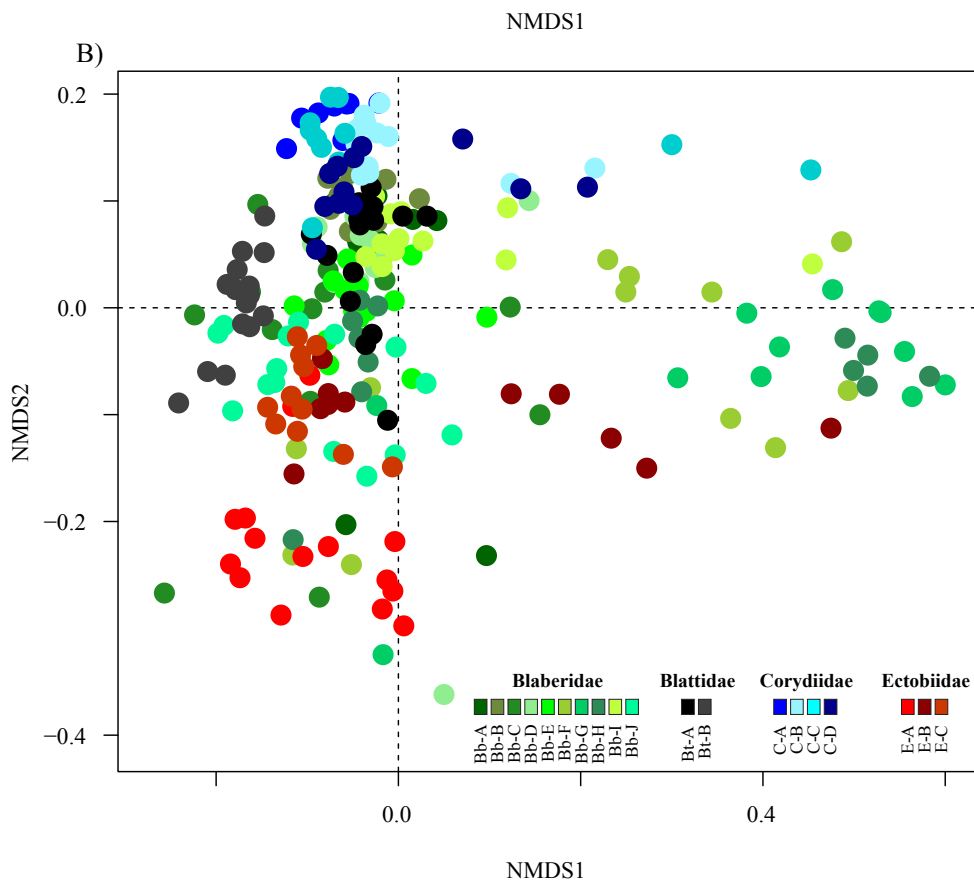 NMDS1
B)
0.2
0.0
−0.2
−0.4
NMDS2
Blaberidae Blattidae Corydiidae Ectobiidae
Bb-A Bb-B Bb-C Bb-D Bb-E Bb-F Bb-G Bb-H Bb-I Bb-J Bt-A Bt-B C-A C-B C-C C-D E-A E-B E-C
0.0 0.4
NMDS1